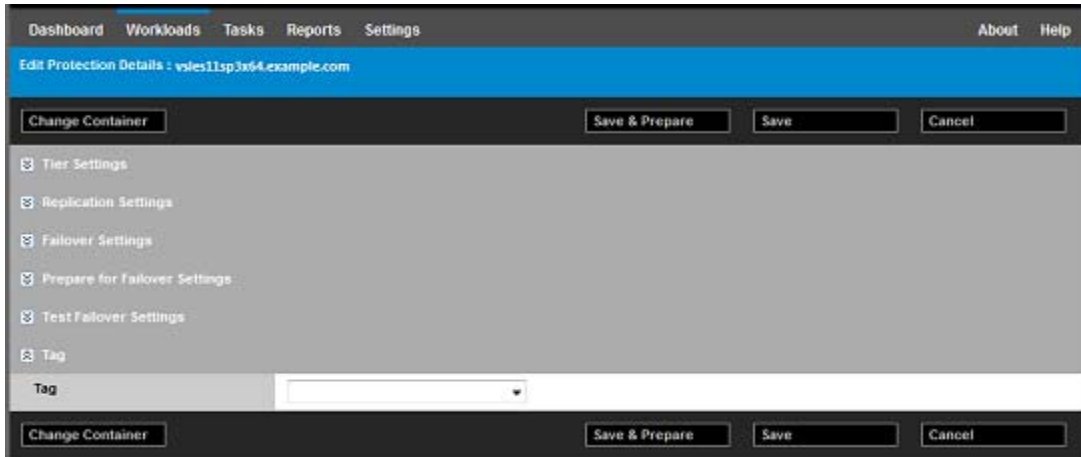 Dashboard Workloads Tasks Reports Settings About Help
Edit Protection Details : vsles11sp3x64.example.com
Change Container Save & Prepare Save Cancel
Tier Settings
Replication Settings
Failover Settings
Prepare for Failover Settings
Test Failover Settings
Tag
Tag
Change Container Save & Prepare Save Cancel